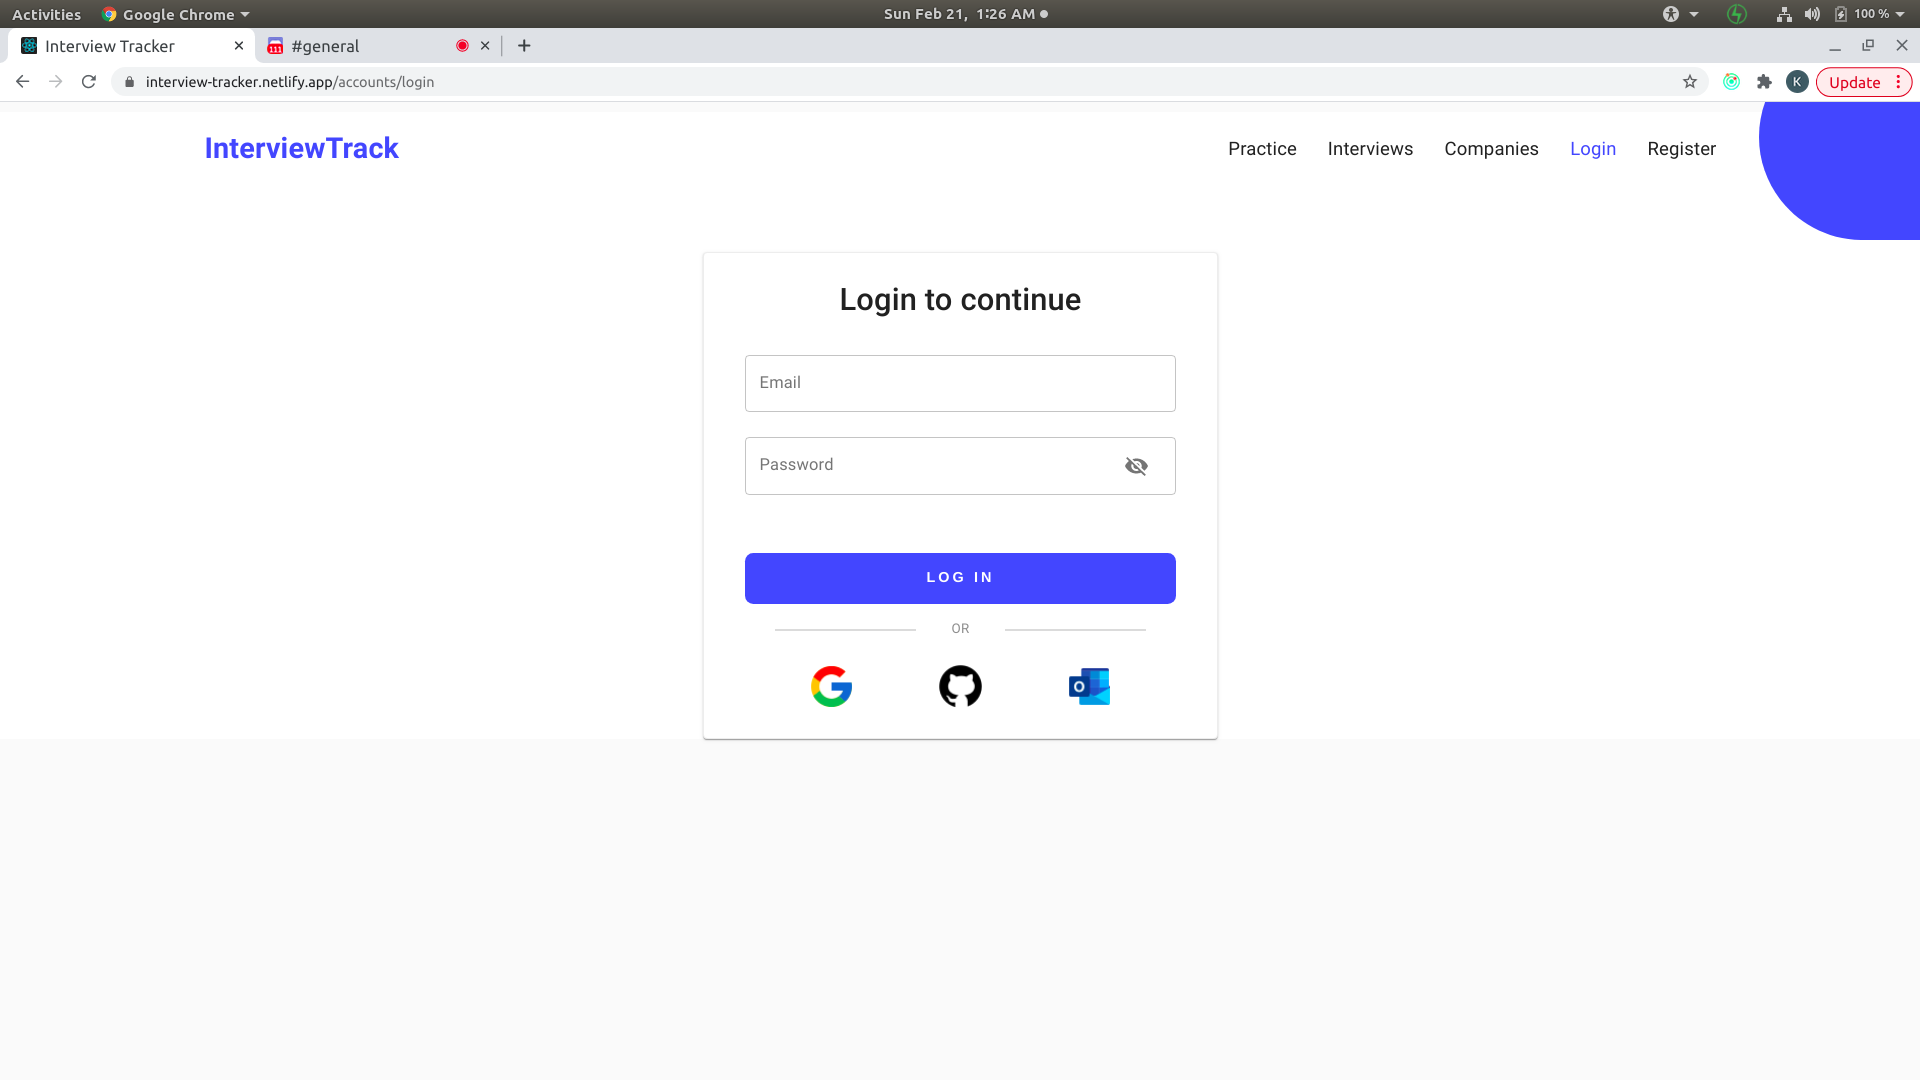 Activities Google Chrome Sun Feb 21, 1:26 AM 100 %
Interview Tracker 111 #general
interview-tracker.netlify.app/accounts/login K Update
InterviewTrack Practice Interviews Companies Login Register
Login to continue
Email
Password
LOG IN
OR